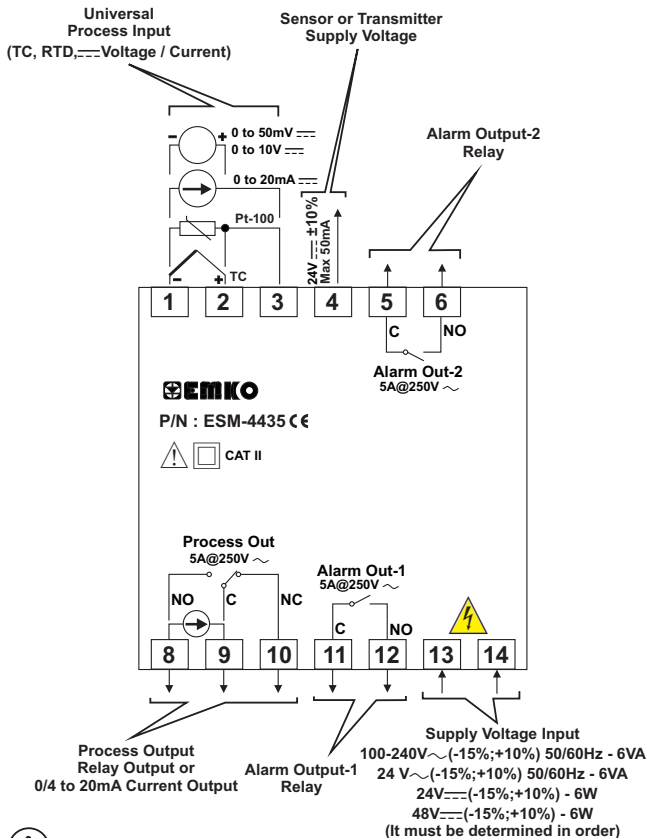 Universal
Process Input
(TC, RTD, ⎓ Voltage / Current)
Sensor or Transmitter
Supply Voltage
Alarm Output-2
Relay
- + 0 to 50mV ⎓
0 to 10V ⎓
0 to 20mA ⎓
Pt-100
- + TC
24V ⎓ ±10%
Max 50mA
1 2 3 4 5 6
C NO
Alarm Out-2
5A@250V ～
EMKO
P/N : ESM-4435 CE
CAT II
Process Out
5A@250V ～
NO C NC
Alarm Out-1
5A@250V ～
C NO
8 9 10 11 12 13 14
Process Output
Relay Output or
0/4 to 20mA Current Output
Alarm Output-1
Relay
Supply Voltage Input
100-240V ～ (-15%;+10%) 50/60Hz - 6VA
24 V ～ (-15%;+10%) 50/60Hz - 6VA
24V ⎓ (-15%;+10%) - 6W
48V ⎓ (-15%;+10%) - 6W
(It must be determined in order)